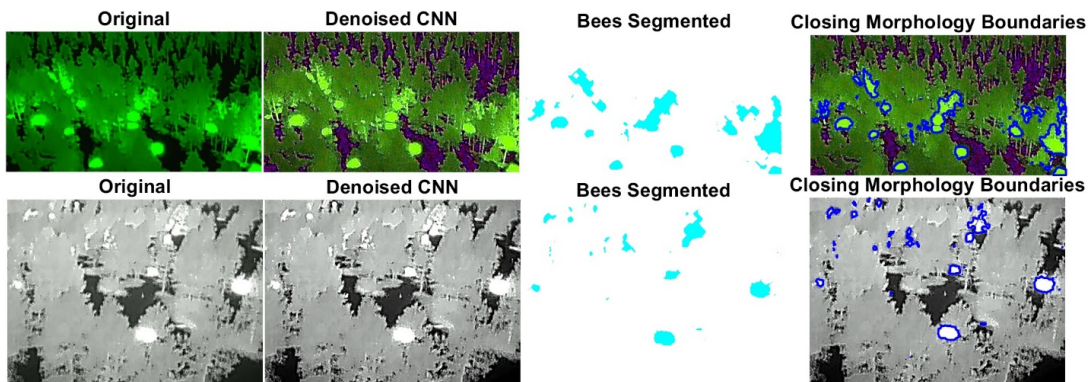 Original
Denoised CNN
Bees Segmented
Closing Morphology Boundaries
Original
Denoised CNN
Bees Segmented
Closing Morphology Boundaries